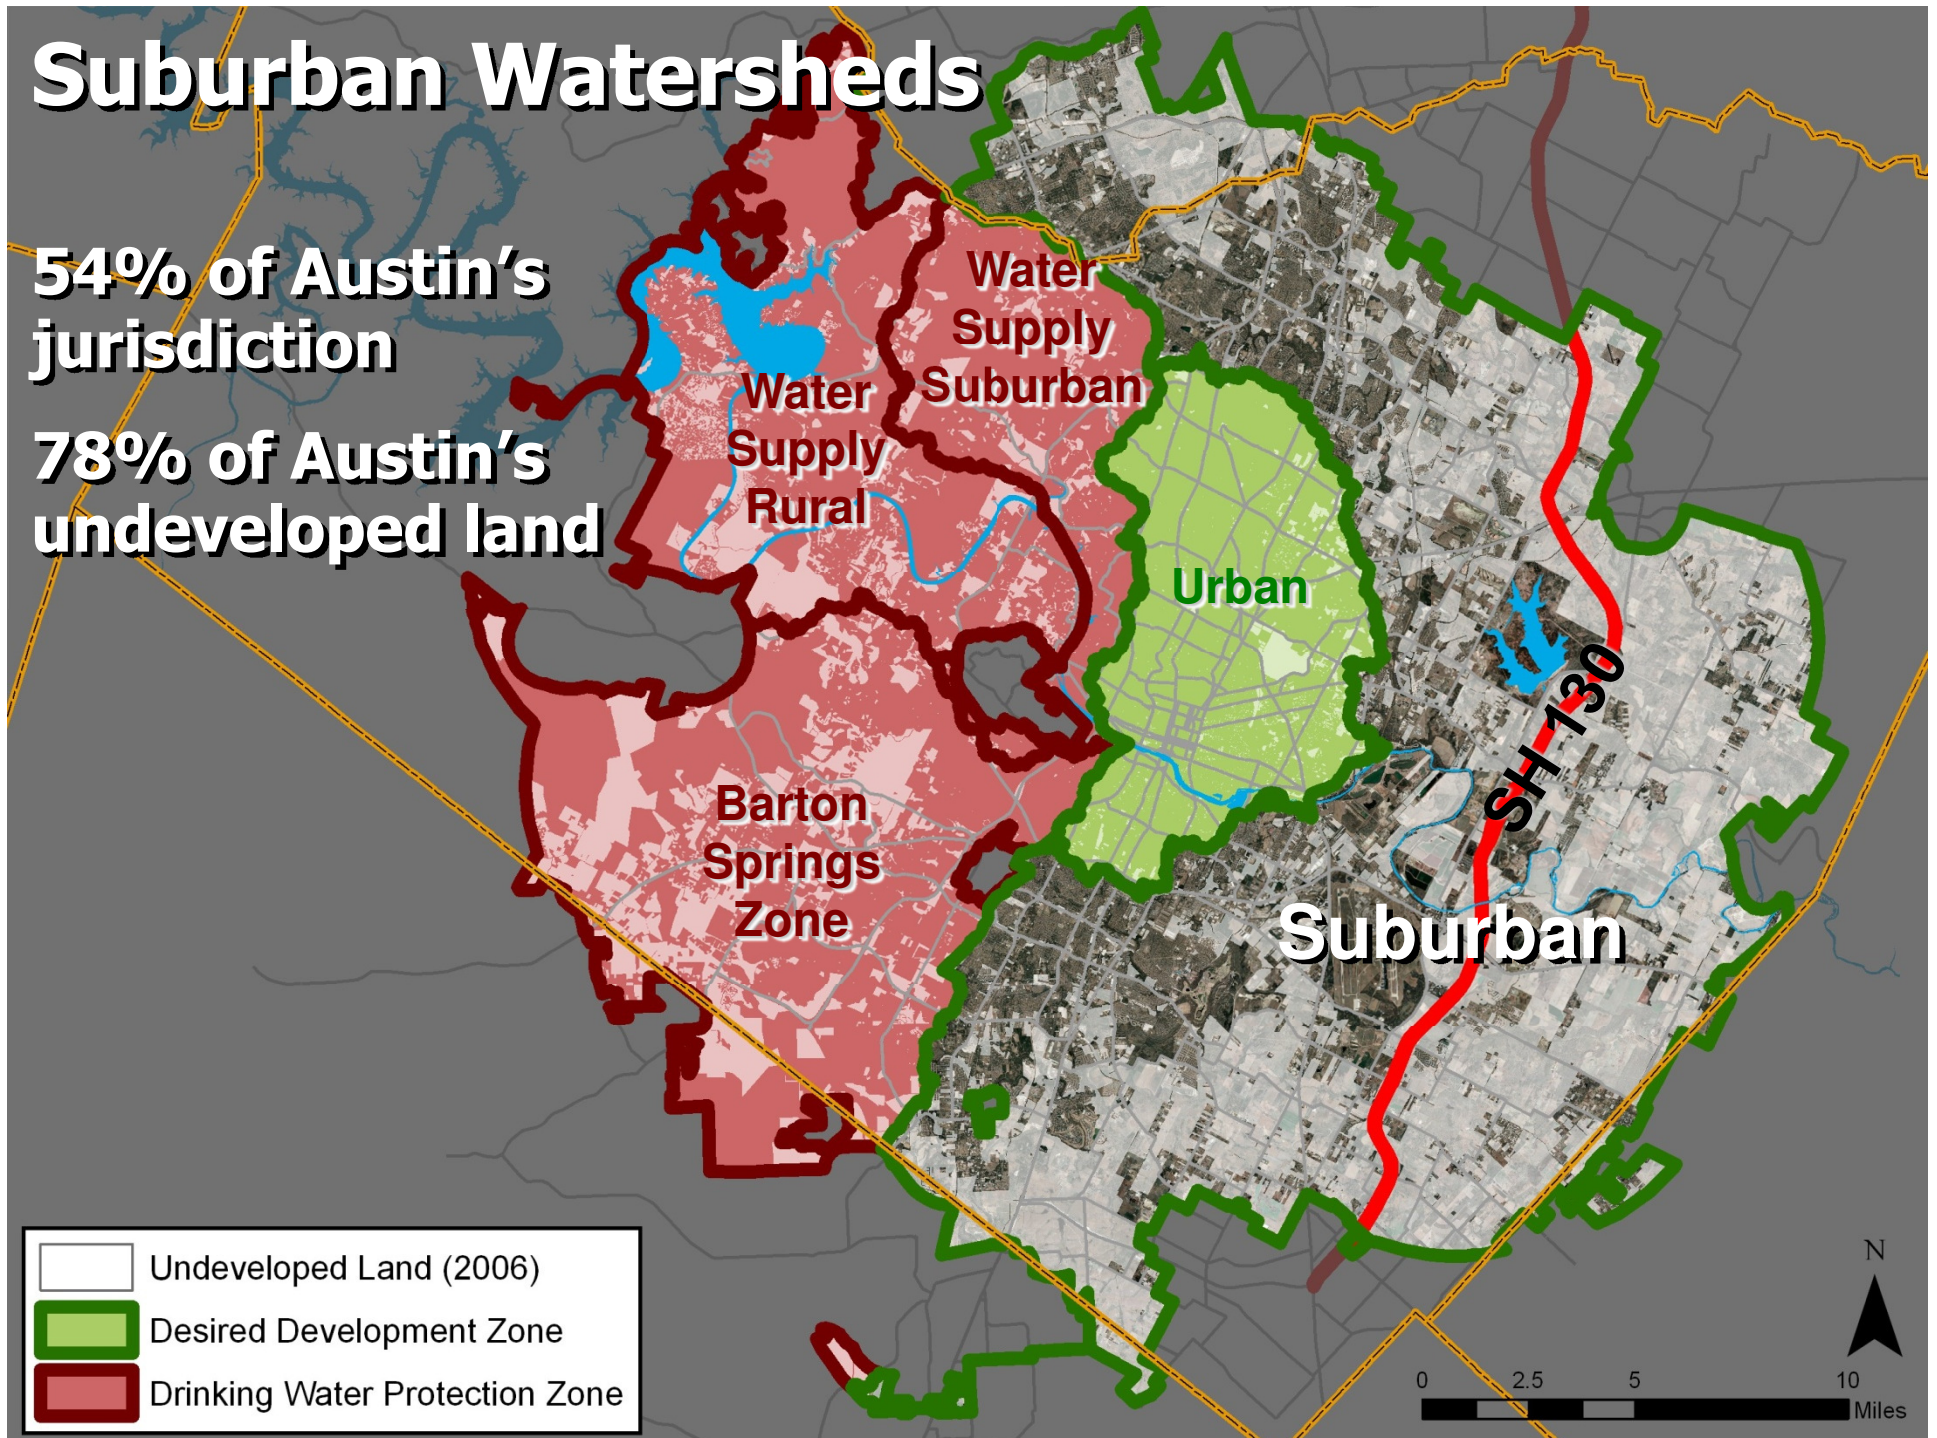 Suburban Watersheds
54% of Austin's
jurisdiction
78% of Austin's
undeveloped land
Water
Supply
Suburban
Water
Supply
Rural
Urban
SH 130
Barton
Springs
Zone
Suburban
Undeveloped Land (2006)
Desired Development Zone
Drinking Water Protection Zone
N
0 2.5 5 10
Miles